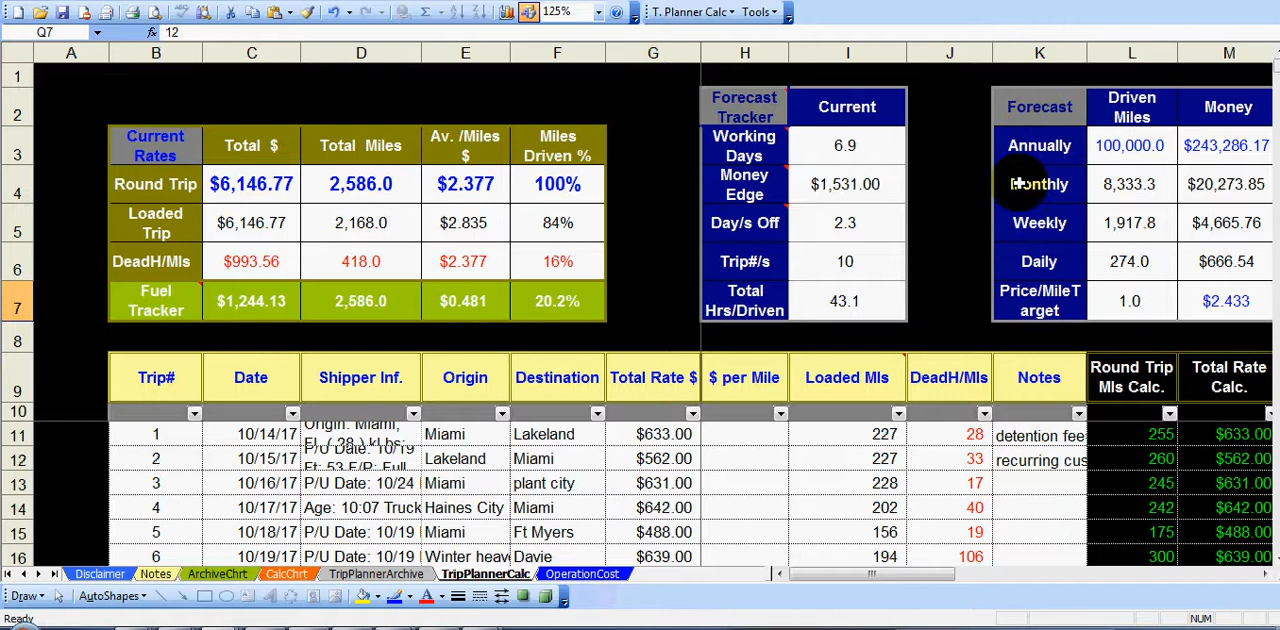 125% T. Planner Calc Tools
Q7 fx 12
A B C D E F G H I J K L M
1
2 Forecast Tracker Current Forecast Driven Miles Money
3 Current Rates Total $ Total Miles Av. /Miles $ Miles Driven % Working Days 6.9 Annually 100,000.0 $243,286.17
4 Round Trip $6,146.77 2,586.0 $2.377 100% Money Edge $1,531.00 Monthly 8,333.3 $20,273.85
5 Loaded Trip $6,146.77 2,168.0 $2.835 84% Day/s Off 2.3 Weekly 1,917.8 $4,665.76
6 DeadH/Mls $993.56 418.0 $2.377 16% Trip#/s 10 Daily 274.0 $666.54
7 Fuel Tracker $1,244.13 2,586.0 $0.481 20.2% Total Hrs/Driven 43.1 Price/MileT arget 1.0 $2.433
8
9 Trip# Date Shipper Inf. Origin Destination Total Rate $ $ per Mile Loaded Mls DeadH/Mls Notes Round Trip Mls Calc. Total Rate Calc.
10
11 1 10/14/17 Origin: Miami, Miami Lakeland $633.00 227 28 detention fee 255 $633.00
12 2 10/15/17 P/U Date: 10/19 Ft: 53 F/P: Full Lakeland Miami $562.00 227 33 recurring cus 260 $562.00
13 3 10/16/17 P/U Date: 10/24 Miami plant city $631.00 228 17 245 $631.00
14 4 10/17/17 Age: 10:07 Truck Haines City Miami $642.00 202 40 242 $642.00
15 5 10/18/17 P/U Date: 10/19 Miami Ft Myers $488.00 156 19 175 $488.00
16 6 10/19/17 P/U Date: 10/19 Winter heav Davie $639.00 194 106 300 $639.00
Disclaimer Notes ArchiveChrt CalcChrt TripPlannerArchive TripPlannerCalc OperationCost
Draw AutoShapes
Ready NUM